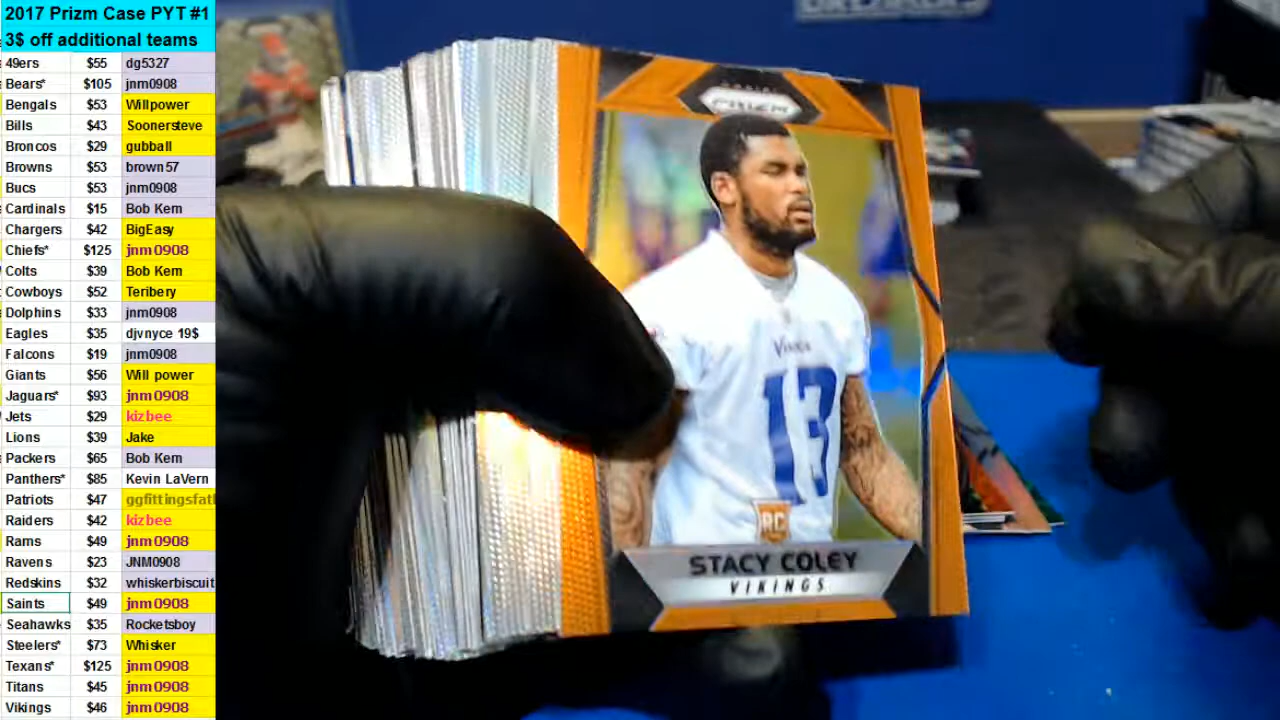 2017 Prizm Case PYT #1
3$ off additional teams
49ers $55 dg5327
Bears* $105 jnm0908
Bengals $53 Willpower
Bills $43 Soonersteve
Broncos $29 gubball
Browns $53 brown57
Bucs $53 jnm0908
Cardinals $15 Bob Kem
Chargers $42 BigEasy
Chiefs* $125 jnm0908
Colts $39 Bob Kem
Cowboys $52 Teribery
Dolphins $33 jnm0908
Eagles $35 djvnyce 19$
Falcons $19 jnm0908
Giants $56 Will power
Jaguars* $93 jnm0908
Jets $29 kizbee
Lions $39 Jake
Packers $65 Bob Kem
Panthers* $85 Kevin LaVern
Patriots $47 ggfittingsfatl
Raiders $42 kizbee
Rams $49 jnm0908
Ravens $23 JNM0908
Redskins $32 whiskerbiscuit
Saints $49 jnm0908
Seahawks $35 Rocketsboy
Steelers* $73 Whisker
Texans* $125 jnm0908
Titans $45 jnm0908
Vikings $46 jnm0908
PRIZM
13
RC
STACY COLEY
VIKINGS